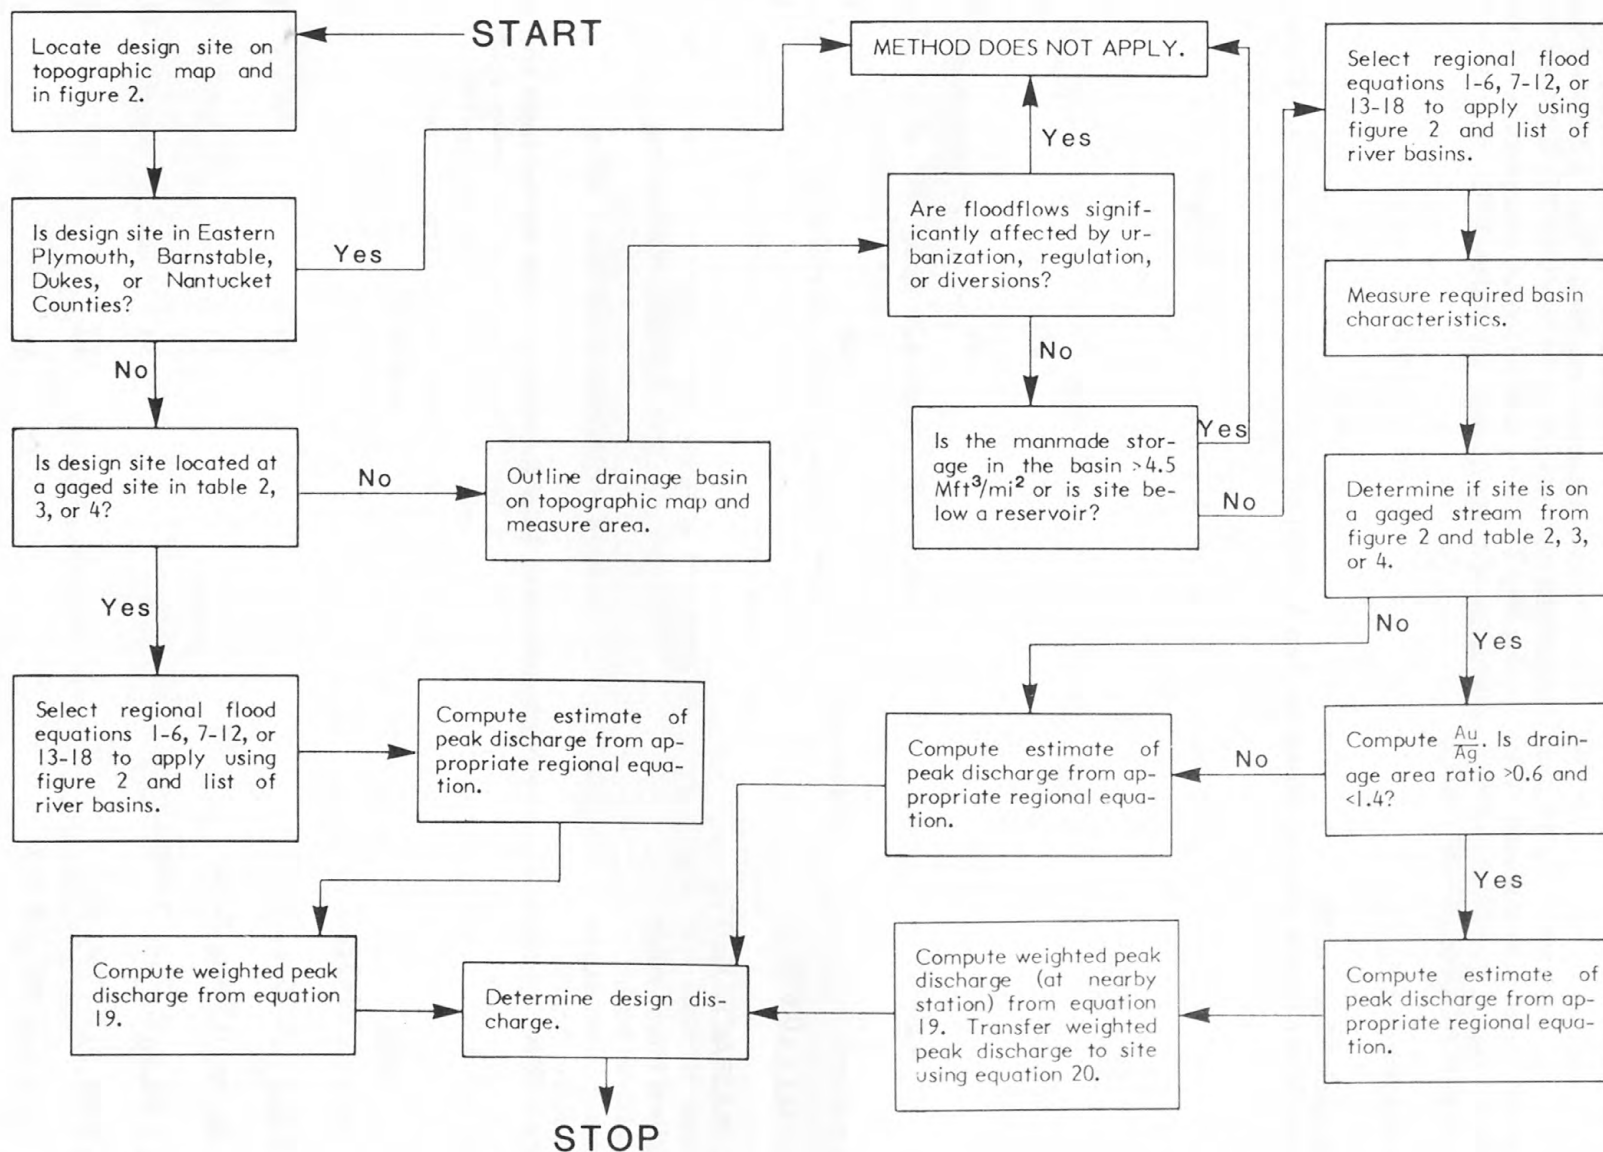 START
Locate design site on
topographic map and
in figure 2.
Is design site in Eastern
Plymouth, Barnstable,
Dukes, or Nantucket
Counties?
Yes
No
Is design site located at
a gaged site in table 2,
3, or 4?
No
Yes
Outline drainage basin
on topographic map and
measure area.
Select regional flood
equations 1-6, 7-12, or
13-18 to apply using
figure 2 and list of
river basins.
Compute estimate of
peak discharge from ap-
propriate regional equa-
tion.
Compute weighted peak
discharge from equation
19.
Determine design dis-
charge.
STOP
METHOD DOES NOT APPLY.
Yes
Are floodflows signif-
icantly affected by ur-
banization, regulation,
or diversions?
No
Is the manmade stor-
age in the basin >4.5
Mft³/mi² or is site be-
low a reservoir?
Yes
No
Select regional flood
equations 1-6, 7-12, or
13-18 to apply using
figure 2 and list of
river basins.
Measure required basin
characteristics.
Determine if site is on
a gaged stream from
figure 2 and table 2, 3,
or 4.
No
Yes
Compute Au/Ag. Is drain-
age area ratio >0.6 and
<1.4?
No
Yes
Compute estimate of
peak discharge from ap-
propriate regional equa-
tion.
Compute estimate of
peak discharge from ap-
propriate regional equa-
tion.
Compute weighted peak
discharge (at nearby
station) from equation
19. Transfer weighted
peak discharge to site
using equation 20.